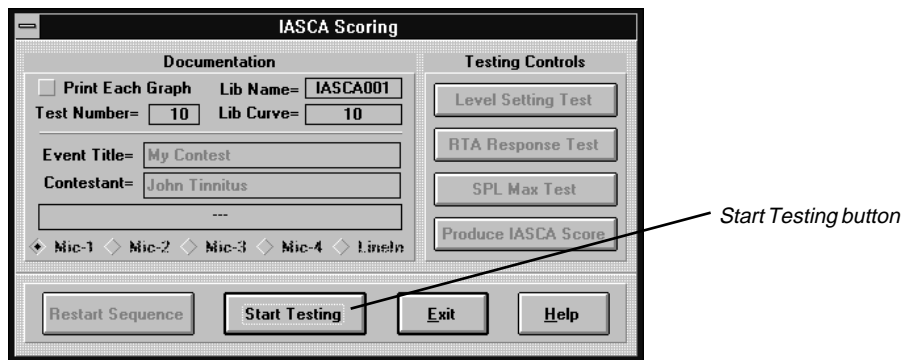 IASCA Scoring
Documentation
Print Each Graph Lib Name= IASCA001
Test Number= 10 Lib Curve= 10
Event Title= My Contest
Contestant= John Tinnitus
---
Mic-1 Mic-2 Mic-3 Mic-4 LineIn
Testing Controls
Level Setting Test
RTA Response Test
SPL Max Test
Produce IASCA Score
Start Testing button
Restart Sequence Start Testing Exit Help